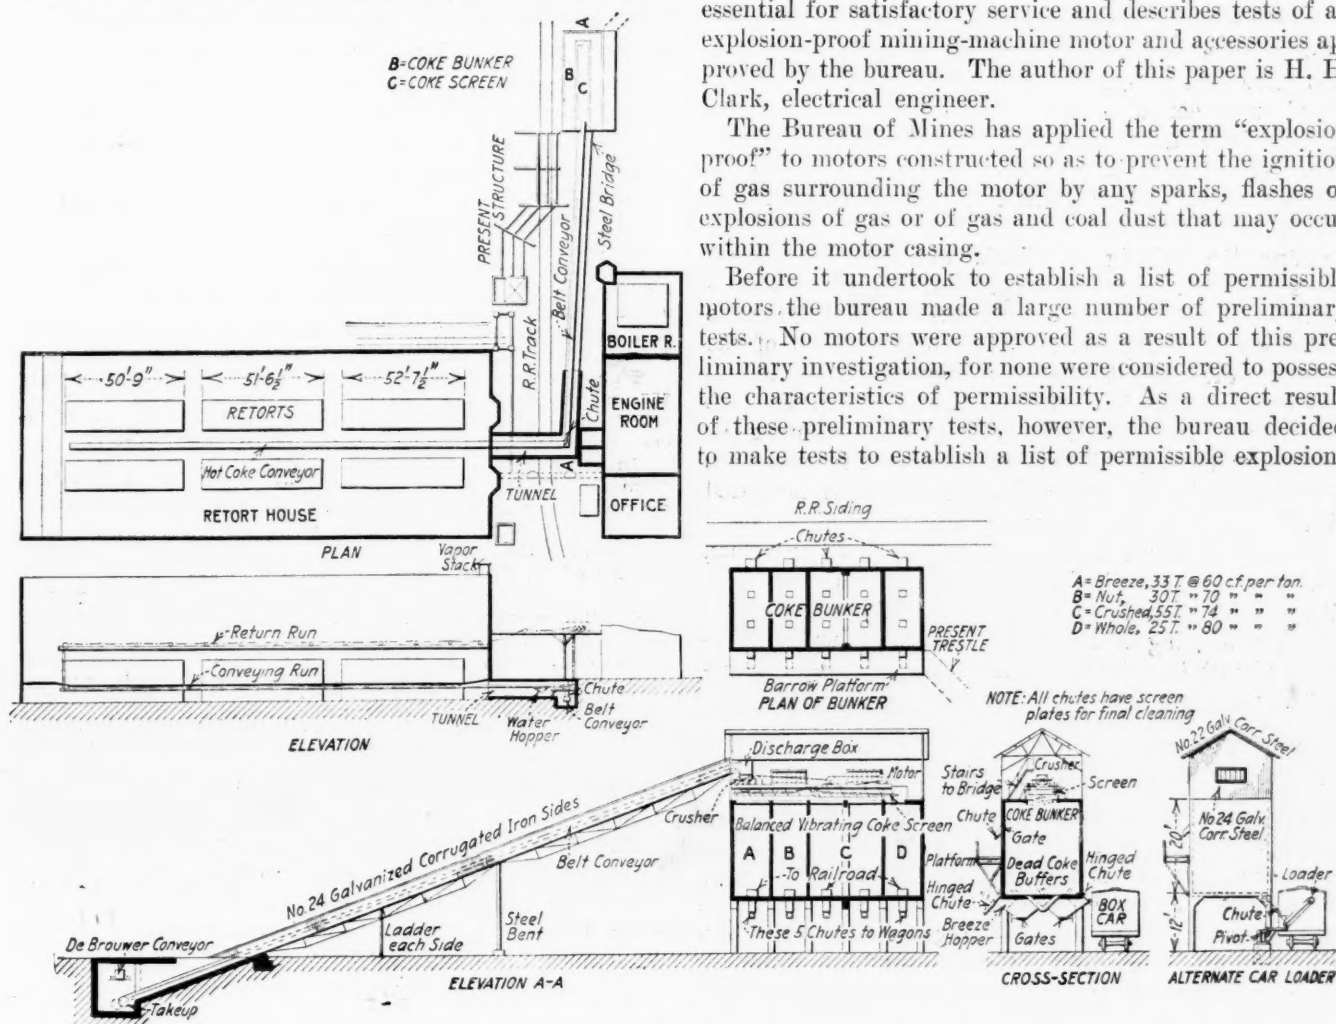 essential for satisfactory service and describes tests of a
explosion-proof mining-machine motor and accessories ap
proved by the bureau. The author of this paper is H. H
Clark, electrical engineer.
The Bureau of Mines has applied the term “explosio
proof” to motors constructed so as to prevent the ignitio
of gas surrounding the motor by any sparks, flashes o
explosions of gas or of gas and coal dust that may occu
within the motor casing.
Before it undertook to establish a list of permissibl
motors the bureau made a large number of preliminar
tests. No motors were approved as a result of this pre
liminary investigation, for none were considered to posses
the characteristics of permissibility. As a direct resul
of these preliminary tests, however, the bureau decide
to make tests to establish a list of permissible explosion
B=COKE BUNKER
C=COKE SCREEN
A
B
C
PRESENT
STRUCTURE
R.R.Track
Belt Conveyor
Steel Bridge
Chute
BOILER R.
ENGINE
ROOM
OFFICE
A
TUNNEL
50'-9"
51'-6½"
52'-7½"
RETORTS
Hot Coke Conveyor
RETORT HOUSE
PLAN
Vapor
Stack
Return Run
Conveying Run
TUNNEL
Water
Hopper
Chute
Belt
Conveyor
ELEVATION
R.R. Siding
Chutes
COKE BUNKER
PRESENT
TRESTLE
Barrow Platform
PLAN OF BUNKER
A= Breeze, 33 T. @ 60 c.f. per ton.
B= Nut, 30 T. " 70 " " "
C= Crushed, 55 T. " 74 " " "
D= Whole, 25 T. " 80 " " "
NOTE: All chutes have screen
plates for final cleaning
Discharge Box
Motor
Crusher
Balanced Vibrating Coke Screen
A B C D
To Railroad
These 5 Chutes to Wagons
No. 24 Galvanized Corrugated Iron Sides
Belt Conveyor
De Brouwer Conveyor
Ladder
each Side
Steel
Bent
Takeup
ELEVATION A-A
Stairs
to Bridge
Crusher
Screen
Chute
COKE BUNKER
Gate
Platform
Dead Coke
Buffers
Hinged
Chute
Hinged
Chute
Breeze
Hopper
Gates
BOX
CAR
CROSS-SECTION
No. 22 Galv. Corr. Steel
No 24 Galv.
Corr. Steel
20'
12'
Loader
Chute
Pivot
ALTERNATE CAR LOADER